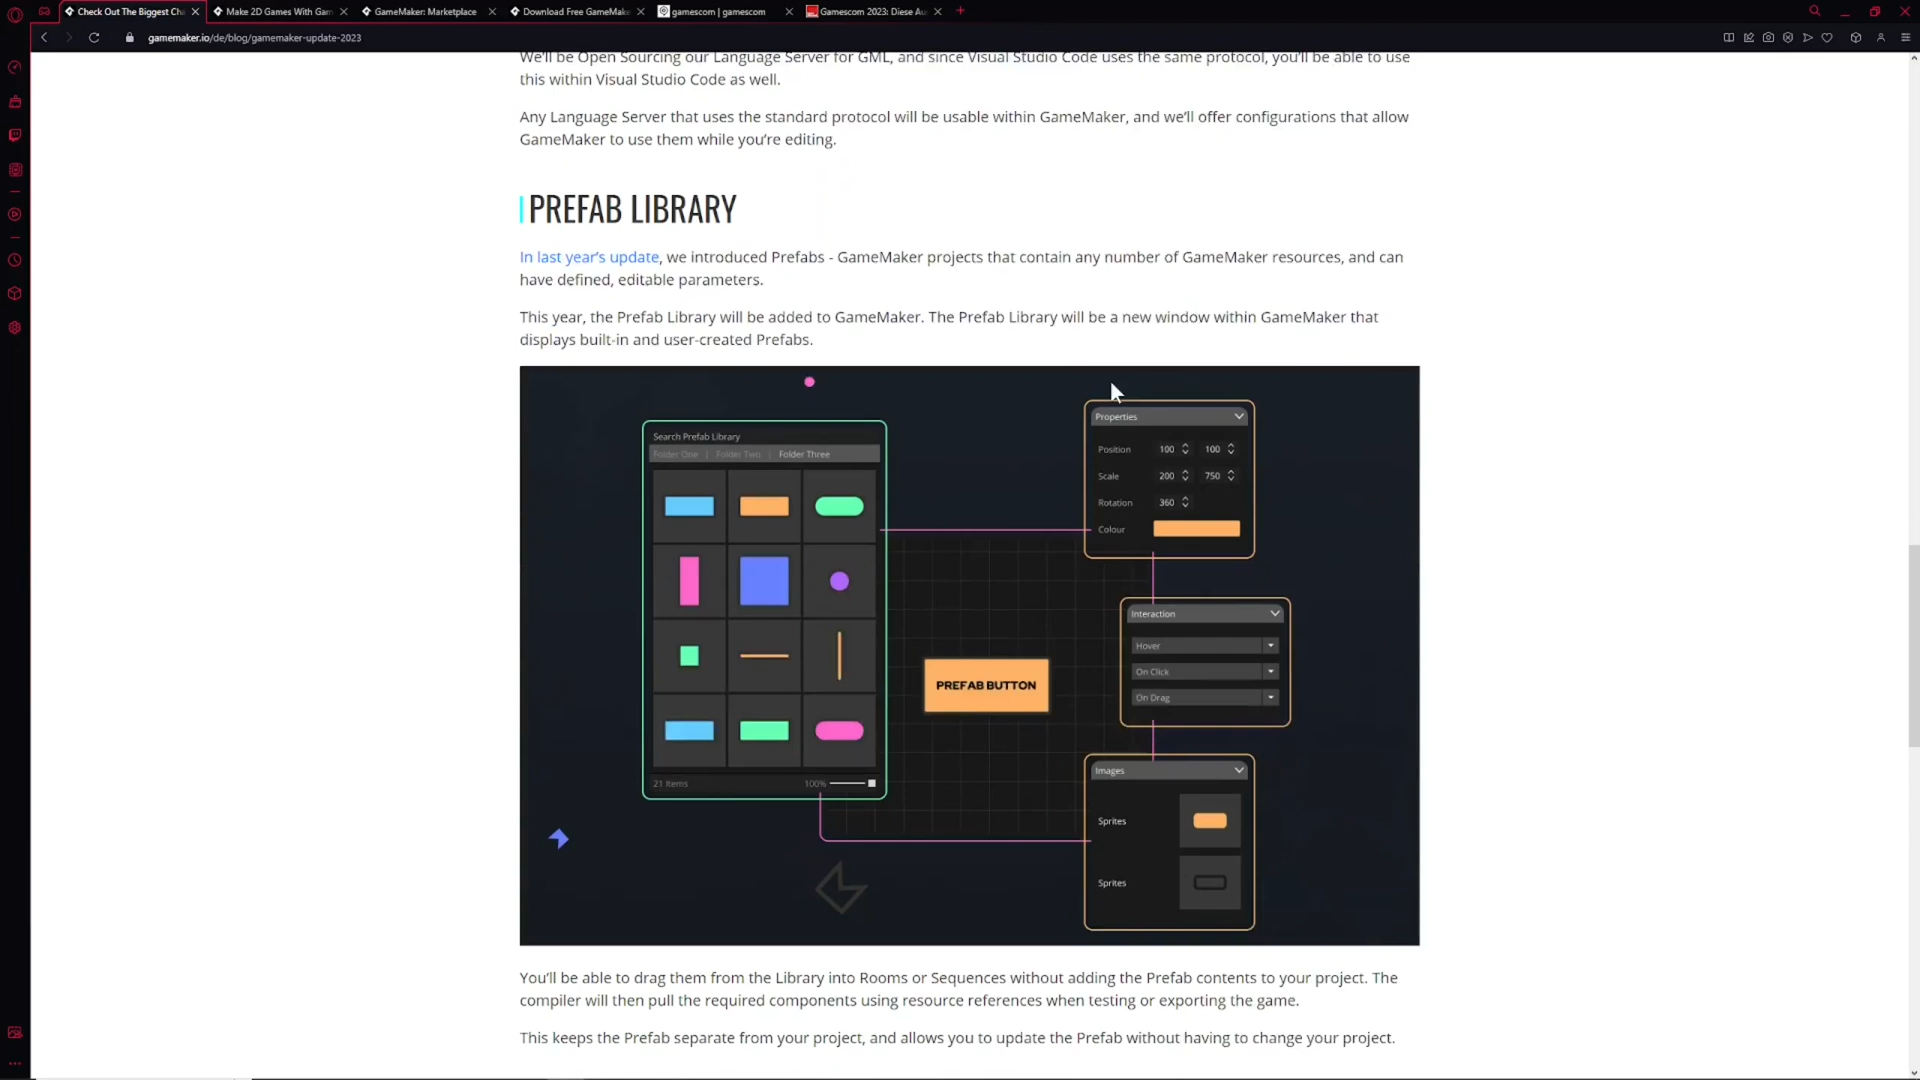 Check Out The Biggest Ch
Make 2D Games With Gam
GameMaker: Marketplace
Download Free GameMake
gamescom | gamescom
Gamescom 2023: Diese Au
gamemaker.io/de/blog/gamemaker-update-2023
We'll be Open Sourcing our Language Server for GML, and since Visual Studio Code uses the same protocol, you'll be able to use
this within Visual Studio Code as well.
Any Language Server that uses the standard protocol will be usable within GameMaker, and we'll offer configurations that allow
GameMaker to use them while you're editing.
PREFAB LIBRARY
In last year's update, we introduced Prefabs - GameMaker projects that contain any number of GameMaker resources, and can
have defined, editable parameters.
This year, the Prefab Library will be added to GameMaker. The Prefab Library will be a new window within GameMaker that
displays built-in and user-created Prefabs.
Search Prefab Library
Folder One | Folder Two | Folder Three
21 Items 100%
PREFAB BUTTON
Properties
Position 100 100
Scale 200 750
Rotation 360
Colour
Interaction
Hover
On Click
On Drag
Images
Sprites
Sprites
You'll be able to drag them from the Library into Rooms or Sequences without adding the Prefab contents to your project. The
compiler will then pull the required components using resource references when testing or exporting the game.
This keeps the Prefab separate from your project, and allows you to update the Prefab without having to change your project.